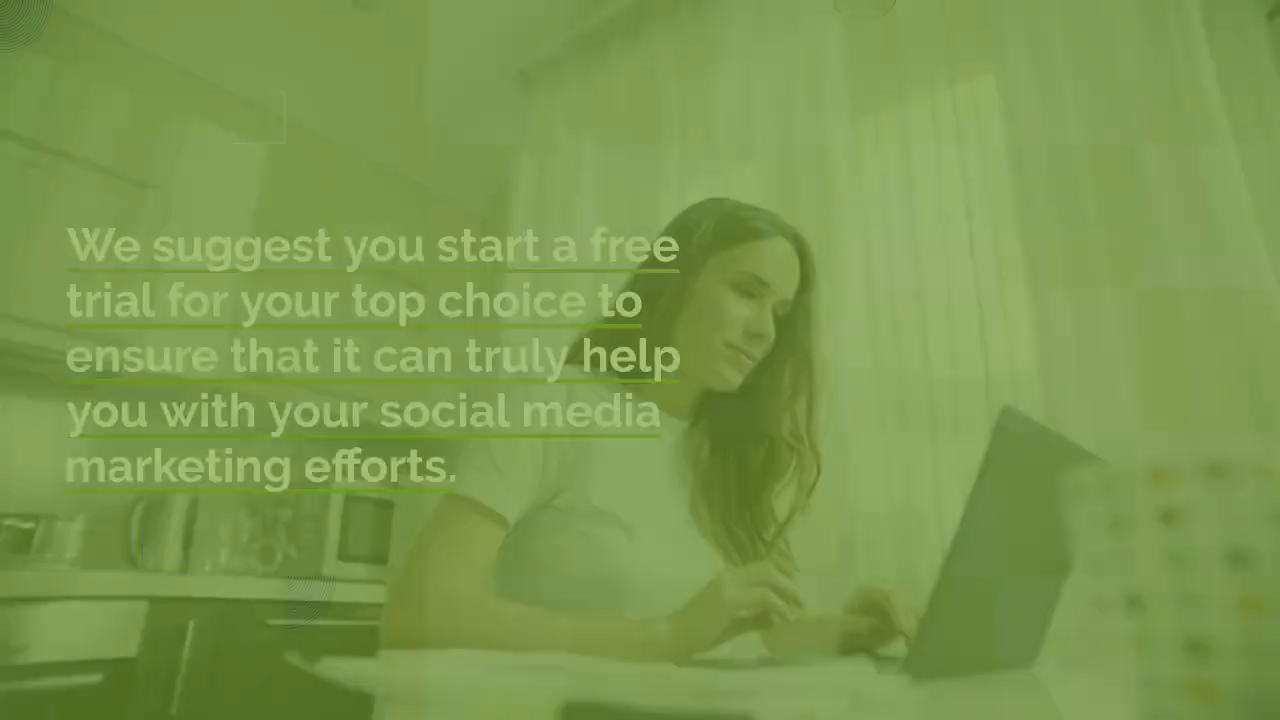 We suggest you start a free
trial for your top choice to
ensure that it can truly help
you with your social media
marketing efforts.